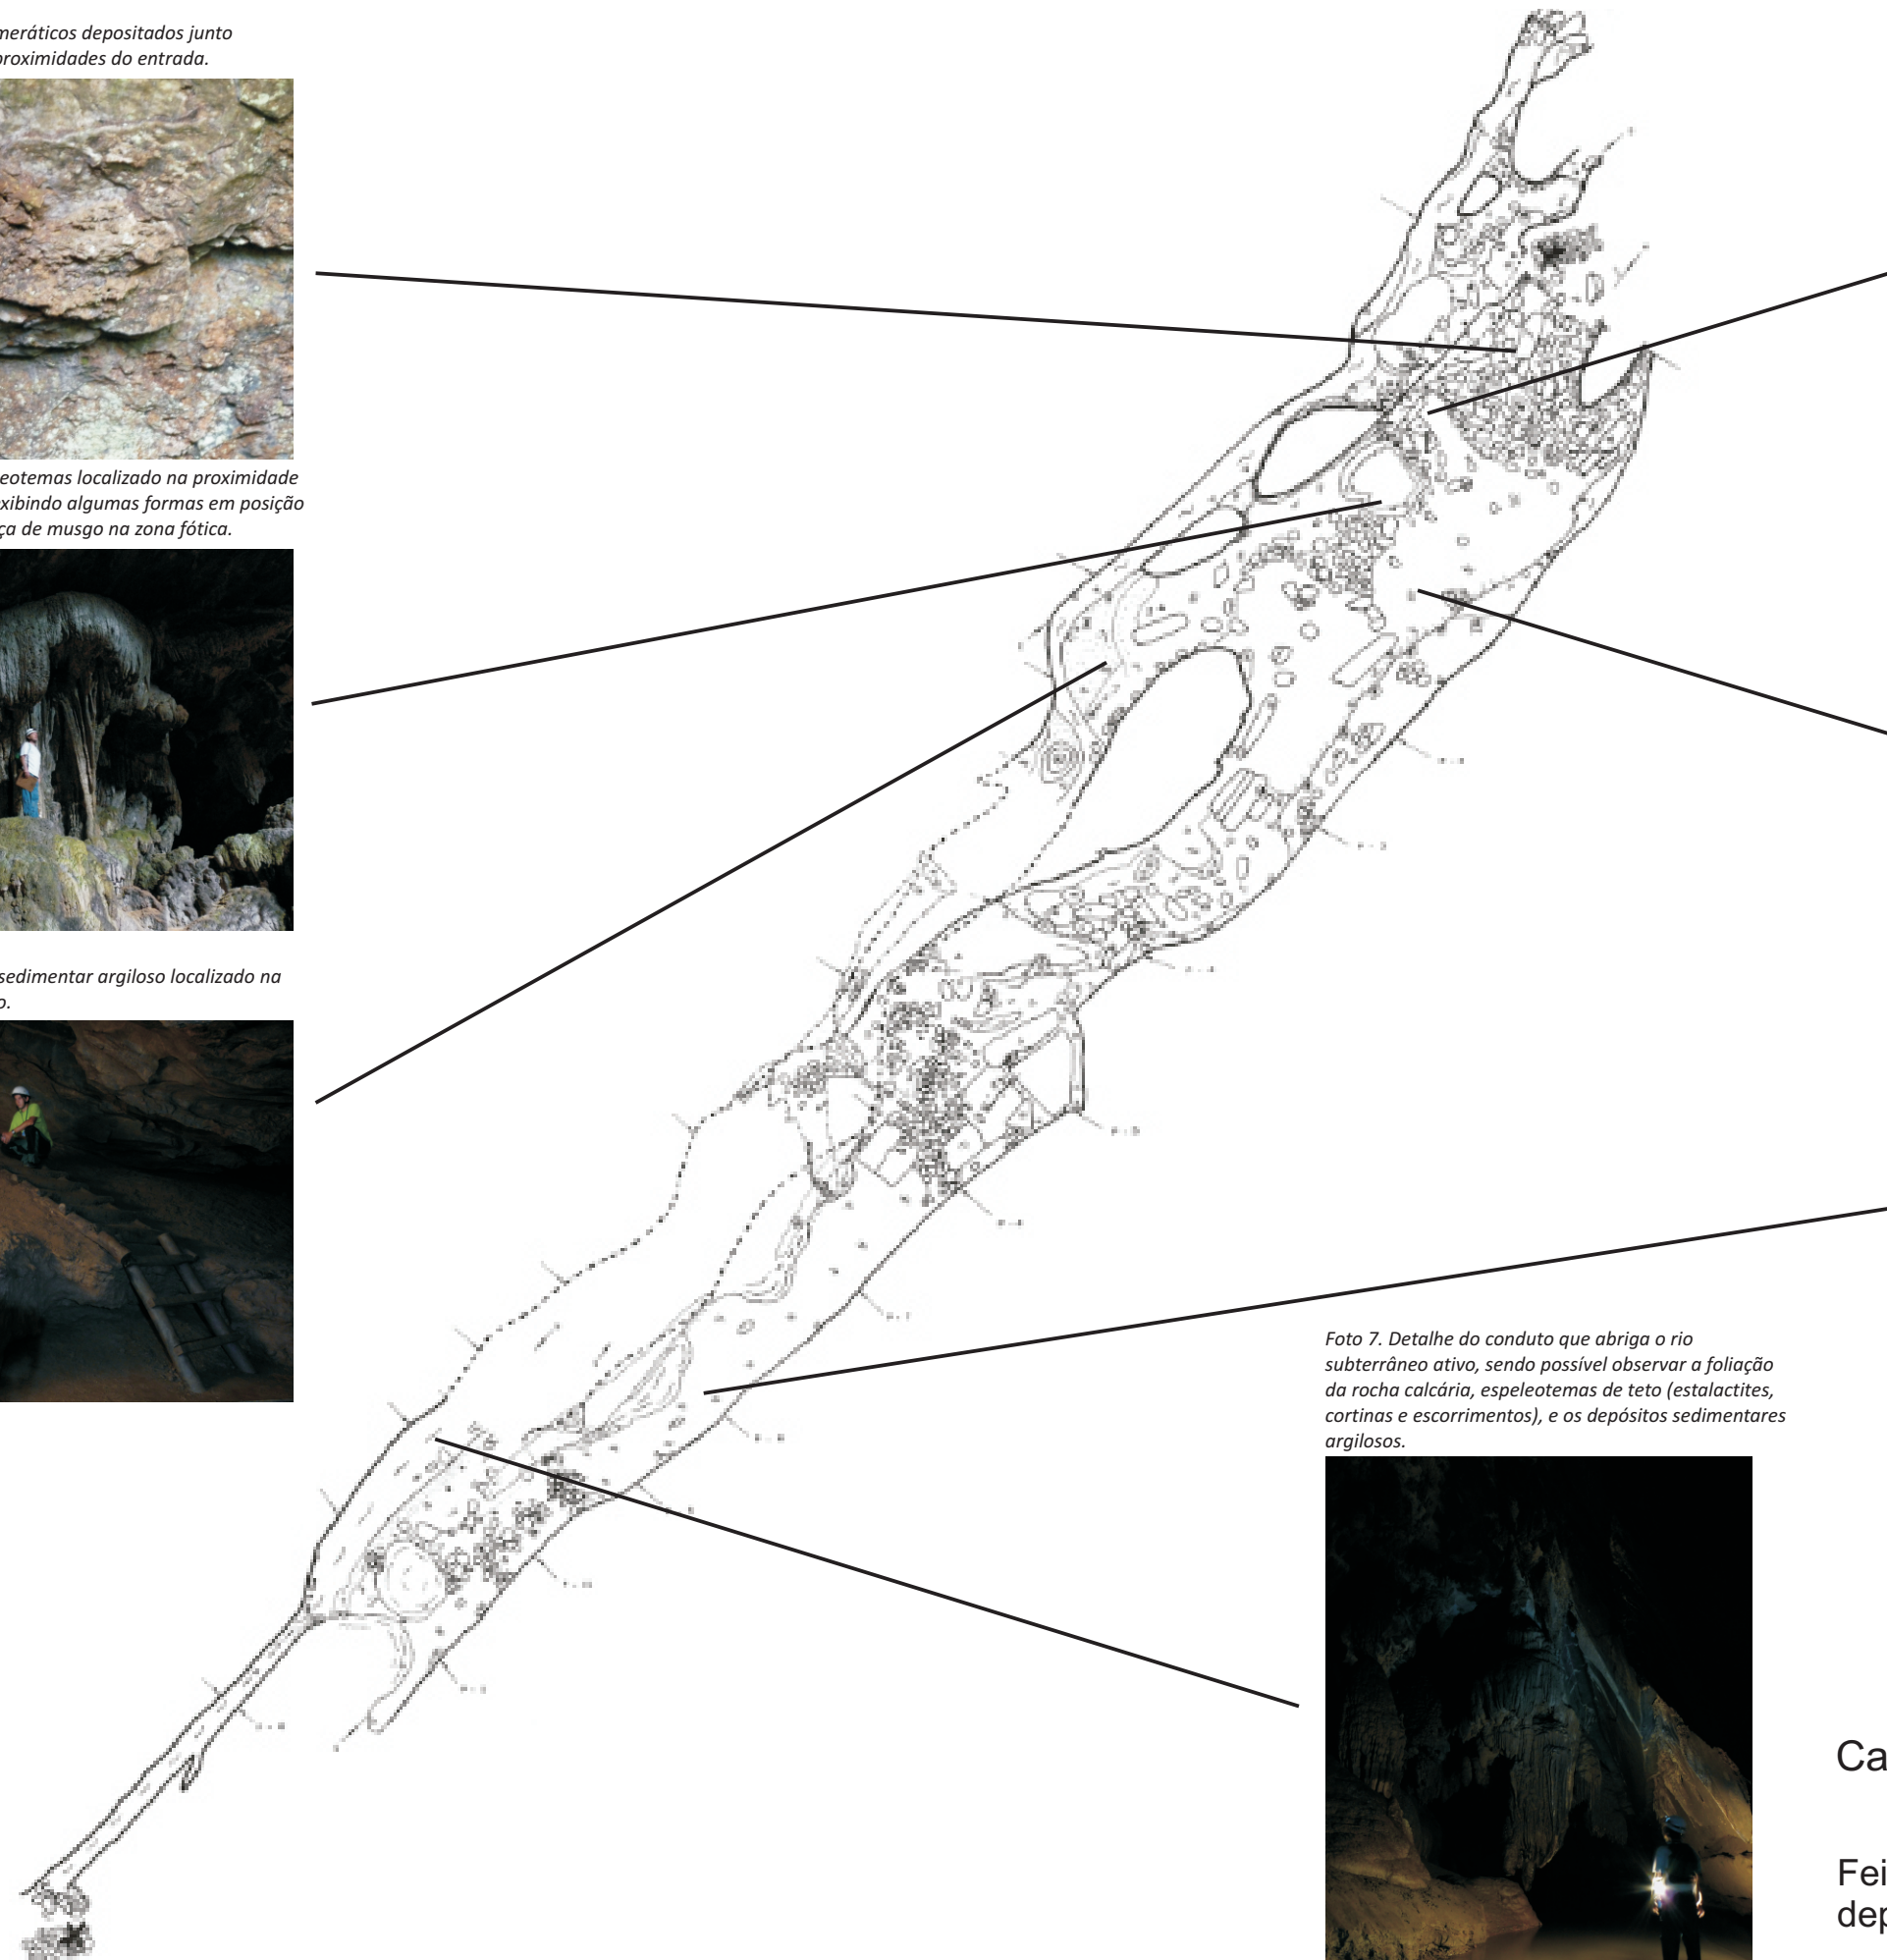 meráticos depositados junto
proximidades do entrada.
eotemas localizado na proximidade
xibindo algumas formas em posição
ça de musgo na zona fótica.
sedimentar argiloso localizado na
o.
Foto 7. Detalhe do conduto que abriga o rio
subterrâneo ativo, sendo possível observar a foliação
da rocha calcária, espeleotemas de teto (estalactites,
cortinas e escorrimentos), e os depósitos sedimentares
argilosos.
Ca
Fei
dep